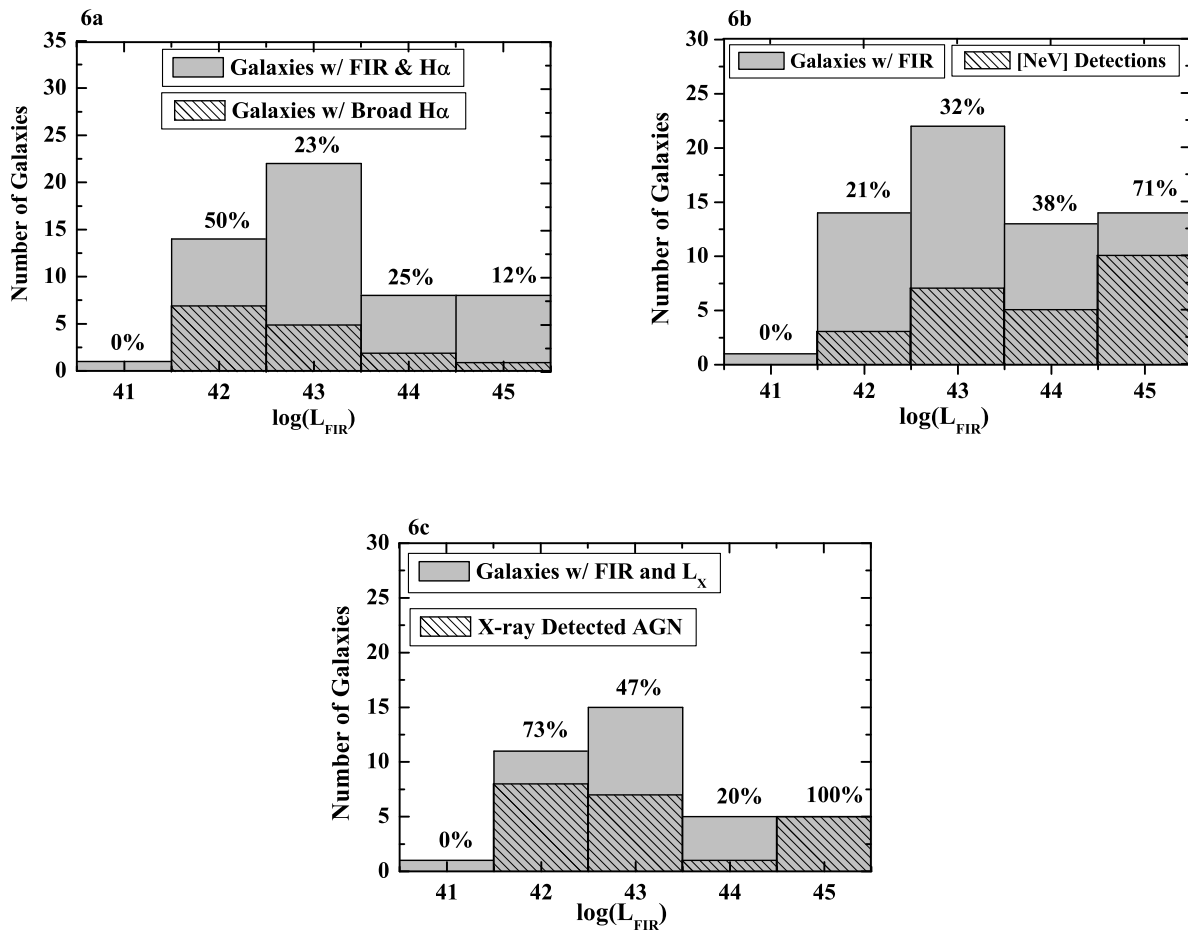 6a
35
30
25
20
15
10
5
0
Number of Galaxies
Galaxies w/ FIR & Hα
Galaxies w/ Broad Hα
0%
50%
23%
25%
12%
41 42 43 44 45
log(L_FIR)
6b
30
25
20
15
10
5
0
Number of Galaxies
Galaxies w/ FIR
[NeV] Detections
0%
21%
32%
38%
71%
41 42 43 44 45
log(L_FIR)
6c
30
25
20
15
10
5
0
Number of Galaxies
Galaxies w/ FIR and L_X
X-ray Detected AGN
0%
73%
47%
20%
100%
41 42 43 44 45
log(L_FIR)